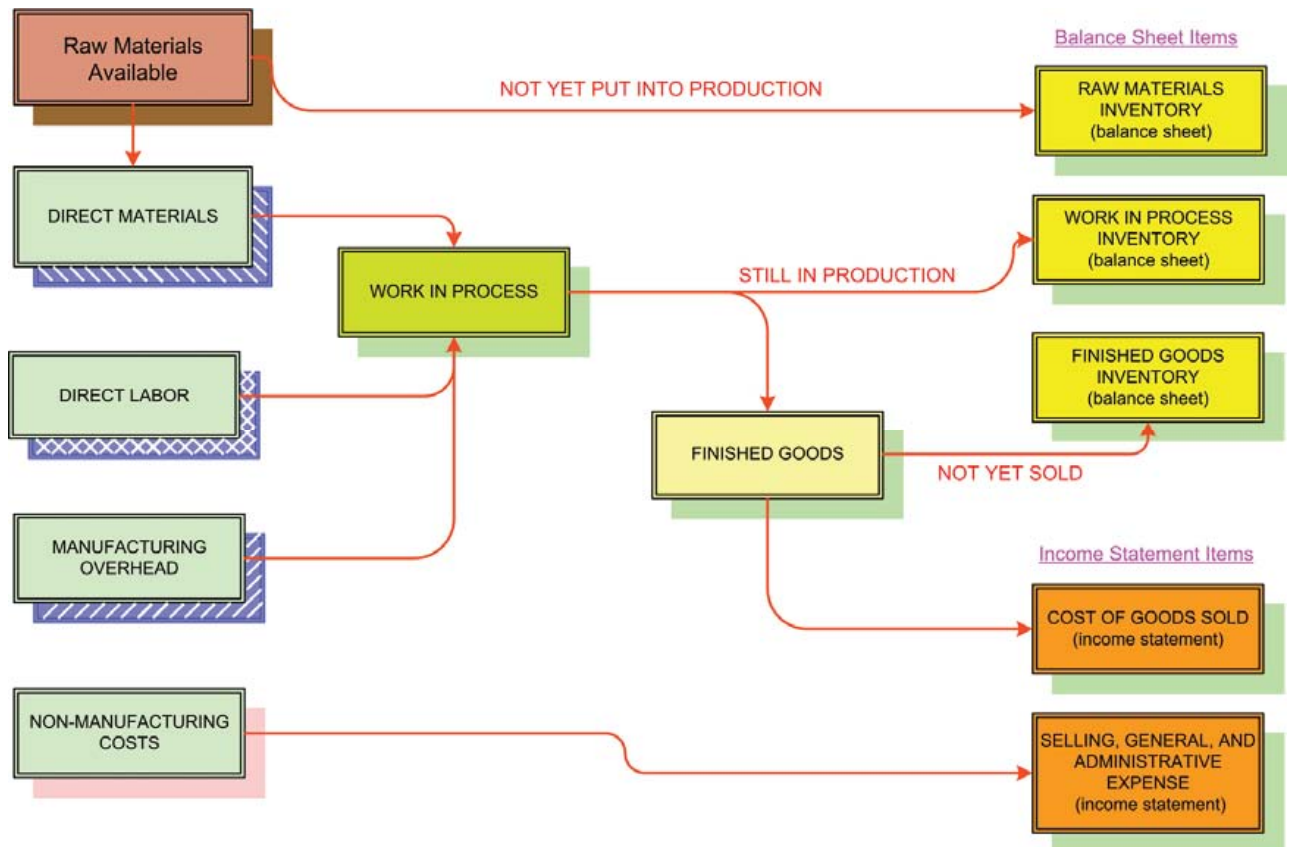 Raw Materials
Available
Balance Sheet Items
NOT YET PUT INTO PRODUCTION
RAW MATERIALS
INVENTORY
(balance sheet)
DIRECT MATERIALS
WORK IN PROCESS
INVENTORY
(balance sheet)
WORK IN PROCESS
STILL IN PRODUCTION
FINISHED GOODS
INVENTORY
(balance sheet)
DIRECT LABOR
FINISHED GOODS
NOT YET SOLD
MANUFACTURING
OVERHEAD
Income Statement Items
COST OF GOODS SOLD
(income statement)
NON-MANUFACTURING
COSTS
SELLING, GENERAL, AND
ADMINISTRATIVE
EXPENSE
(income statement)